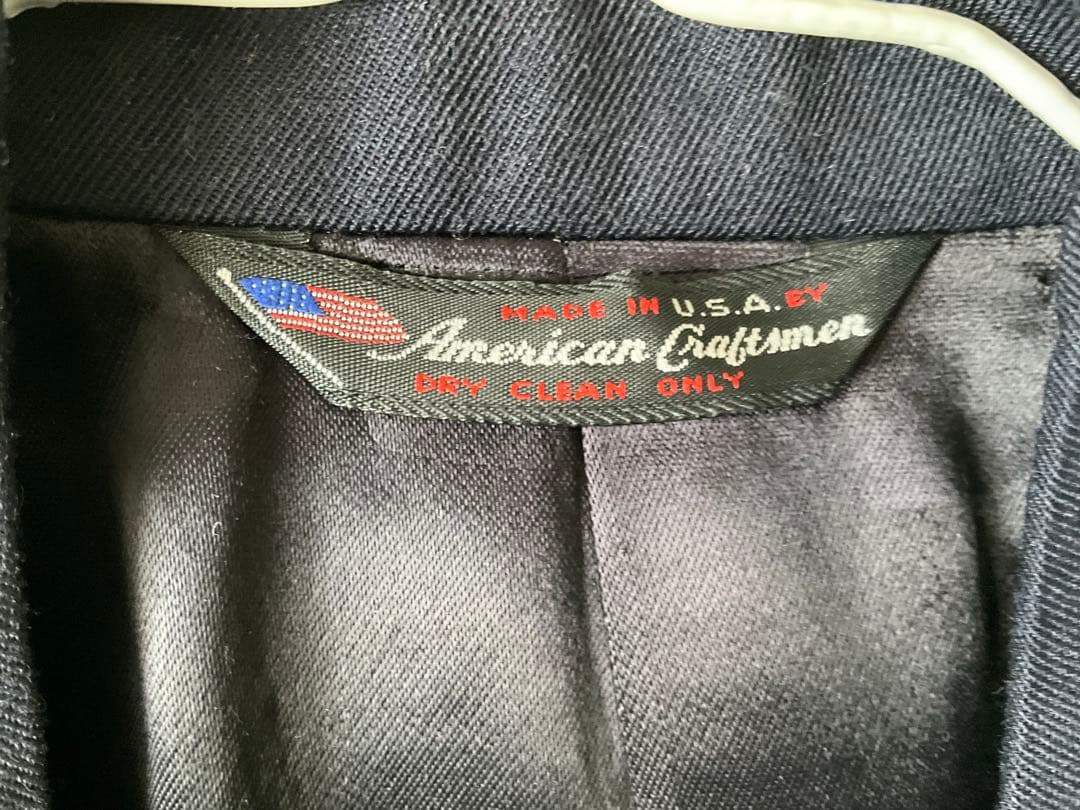 MADE IN U.S.A. BY
American Craftsmen
DRY CLEAN ONLY